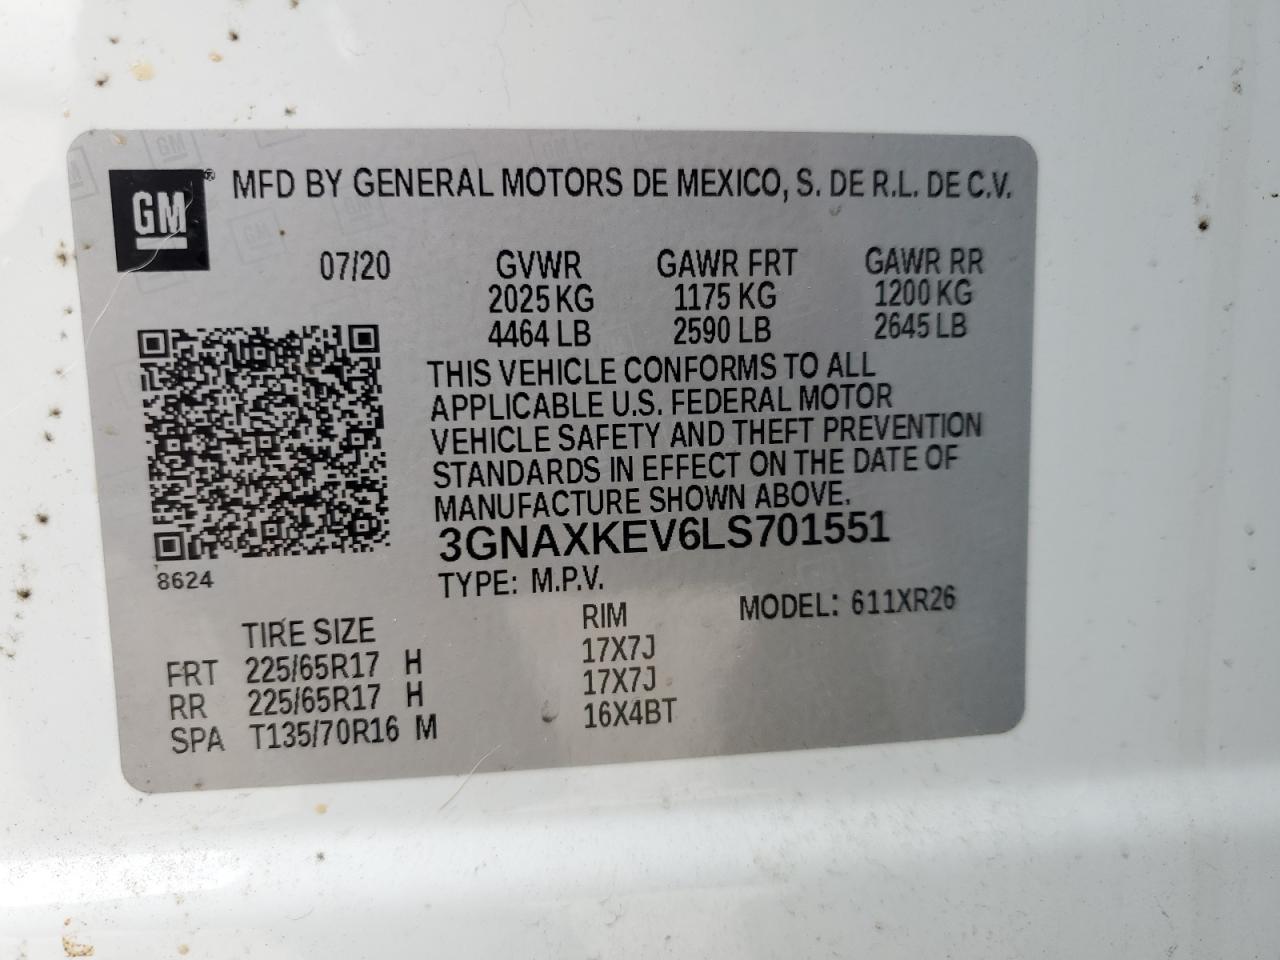 GM® MFD BY GENERAL MOTORS DE MEXICO, S. DE R.L. DE C.V.
07/20 GVWR GAWR FRT GAWR RR
2025 KG 1175 KG 1200 KG
4464 LB 2590 LB 2645 LB
THIS VEHICLE CONFORMS TO ALL
APPLICABLE U.S. FEDERAL MOTOR
VEHICLE SAFETY AND THEFT PREVENTION
STANDARDS IN EFFECT ON THE DATE OF
MANUFACTURE SHOWN ABOVE.
3GNAXKEV6LS701551
8624 TYPE: M.P.V.
TIRE SIZE RIM MODEL: 611XR26
FRT 225/65R17 H 17X7J
RR 225/65R17 H 17X7J
SPA T135/70R16 M 16X4BT